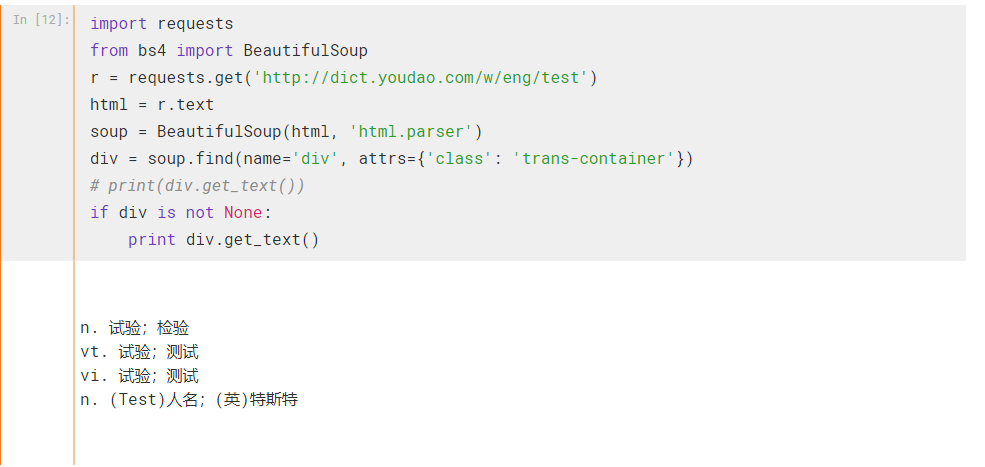 In [12]:
import requests
from bs4 import BeautifulSoup
r = requests.get('http://dict.youdao.com/w/eng/test')
html = r.text
soup = BeautifulSoup(html, 'html.parser')
div = soup.find(name='div', attrs={'class': 'trans-container'})
# print(div.get_text())
if div is not None:
    print div.get_text()
n. 试验；检验
vt. 试验；测试
vi. 试验；测试
n. (Test)人名；(英)特斯特